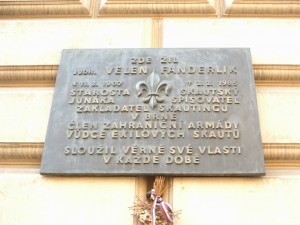 ZDE ŽIL
JUDR. VELEN FANDERLIK
STAROSTA SKAUTSKÝ
JUNÁKA SPISOVATEL
ZAKLADATEL SKAUTINGU
V BRNĚ
ČLEN ZAHRANIČNÍ ARMÁDY
VŮDCE EXILOVÝCH SKAUTŮ
SLOUŽIL VĚRNĚ SVÉ VLASTI
V KAŽDÉ DOBĚ